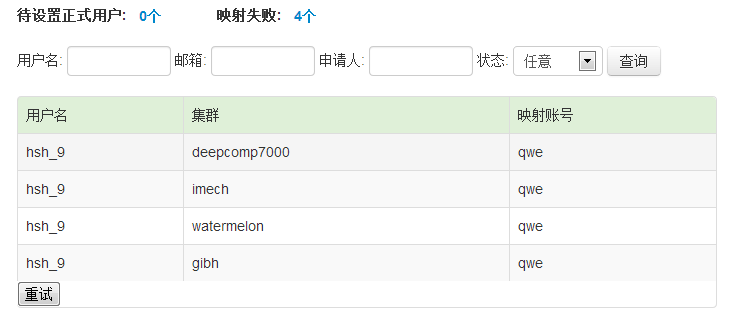 待设置正式用户: 0个 映射失败: 4个
用户名: 邮箱: 申请人: 状态: 任意 查询
用户名 集群 映射账号
hsh_9 deepcomp7000 qwe
hsh_9 imech qwe
hsh_9 watermelon qwe
hsh_9 gibh qwe
重试